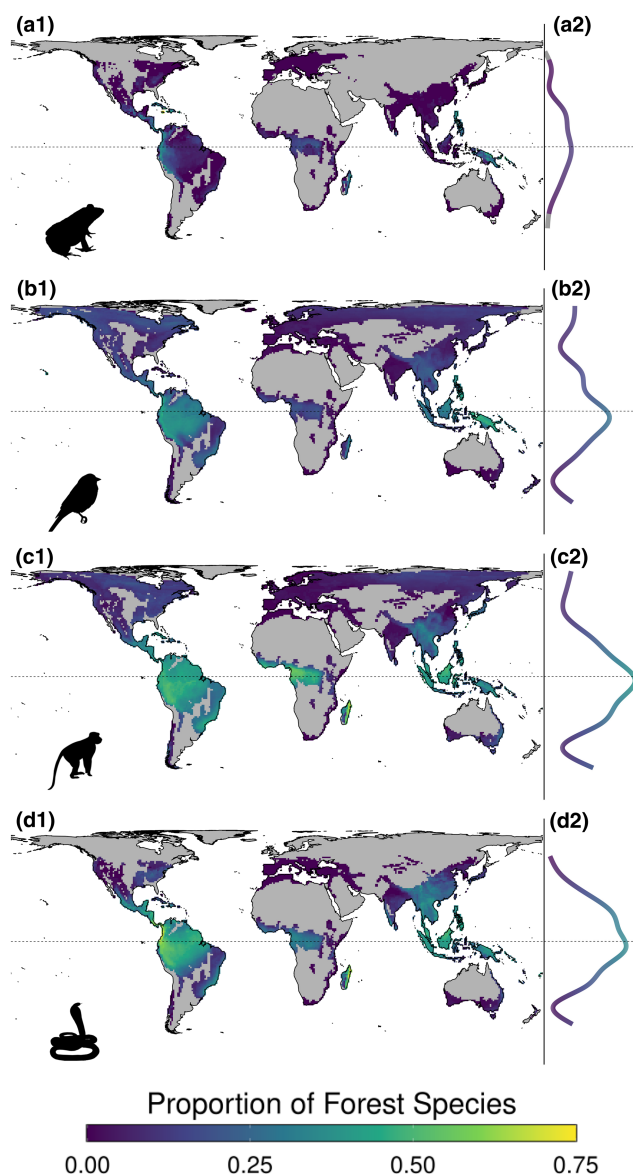 (a1) (a2)
(b1) (b2)
(c1) (c2)
(d1) (d2)
Proportion of Forest Species
0.00 0.25 0.50 0.75